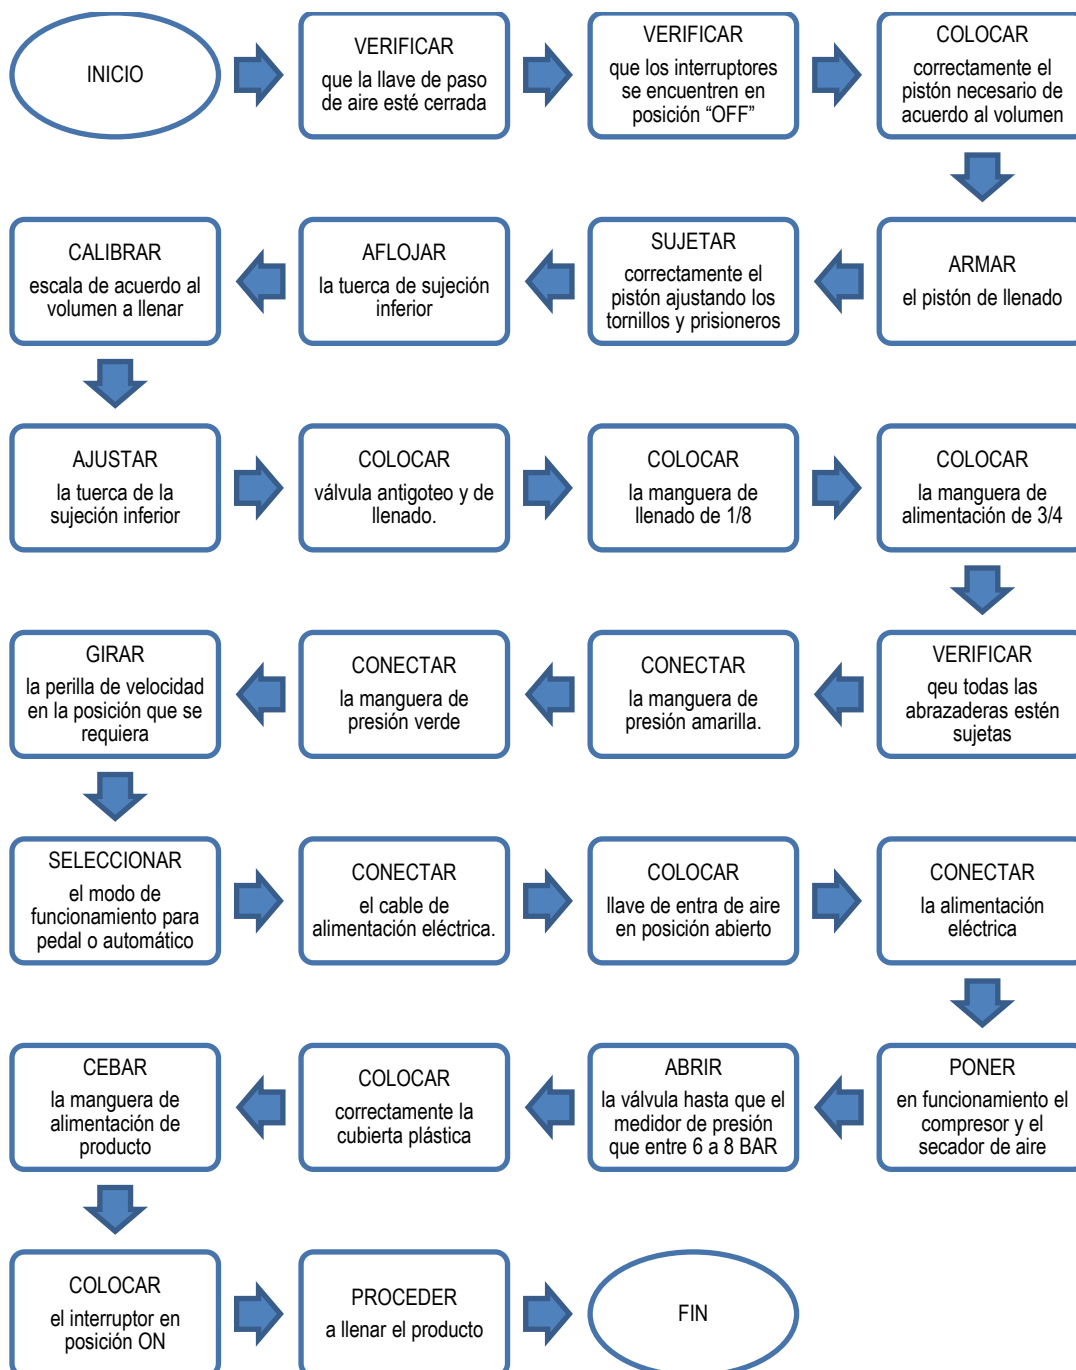 INICIO
VERIFICAR
que la llave de paso
de aire esté cerrada
VERIFICAR
que los interruptores
se encuentren en
posición “OFF”
COLOCAR
correctamente el
pistón necesario de
acuerdo al volumen
ARMAR
el pistón de llenado
SUJETAR
correctamente el
pistón ajustando los
tornillos y prisioneros
AFLOJAR
la tuerca de sujeción
inferior
CALIBRAR
escala de acuerdo al
volumen a llenar
AJUSTAR
la tuerca de la
sujeción inferior
COLOCAR
válvula antigoteo y de
llenado.
COLOCAR
la manguera de
llenado de 1/8
COLOCAR
la manguera de
alimentación de 3/4
VERIFICAR
qeu todas las
abrazaderas estén
sujetas
CONECTAR
la manguera de
presión amarilla.
CONECTAR
la manguera de
presión verde
GIRAR
la perilla de velocidad
en la posición que se
requiera
SELECCIONAR
el modo de
funcionamiento para
pedal o automático
CONECTAR
el cable de
alimentación eléctrica.
COLOCAR
llave de entra de aire
en posición abierto
CONECTAR
la alimentación
eléctrica
PONER
en funcionamiento el
compresor y el
secador de aire
ABRIR
la válvula hasta que el
medidor de presión
que entre 6 a 8 BAR
COLOCAR
correctamente la
cubierta plástica
CEBAR
la manguera de
alimentación de
producto
COLOCAR
el interruptor en
posición ON
PROCEDER
a llenar el producto
FIN